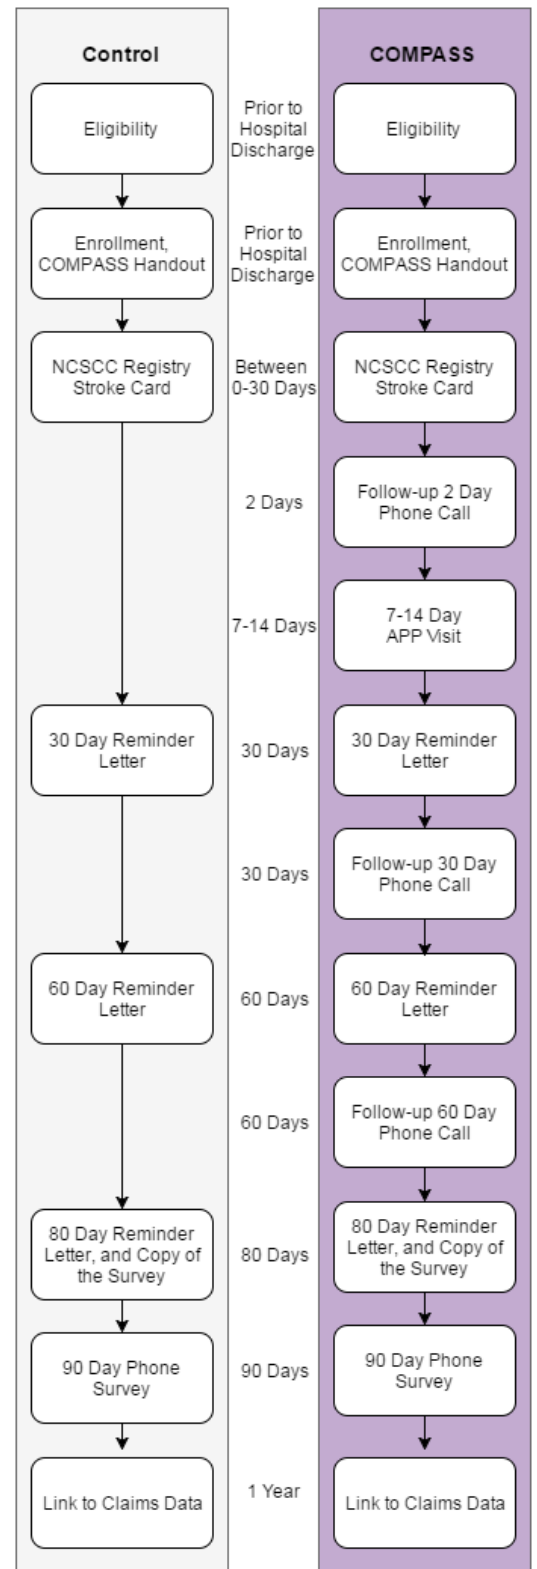 Control
COMPASS
Eligibility
Prior to
Hospital
Discharge
Eligibility
Enrollment,
COMPASS Handout
Prior to
Hospital
Discharge
Enrollment,
COMPASS Handout
NCSCC Registry
Stroke Card
Between
0-30 Days
NCSCC Registry
Stroke Card
2 Days
Follow-up 2 Day
Phone Call
7-14 Days
7-14 Day
APP Visit
30 Day Reminder
Letter
30 Days
30 Day Reminder
Letter
30 Days
Follow-up 30 Day
Phone Call
60 Day Reminder
Letter
60 Days
60 Day Reminder
Letter
60 Days
Follow-up 60 Day
Phone Call
80 Day Reminder
Letter, and Copy of
the Survey
80 Days
80 Day Reminder
Letter, and Copy of
the Survey
90 Day Phone
Survey
90 Days
90 Day Phone
Survey
Link to Claims Data
1 Year
Link to Claims Data